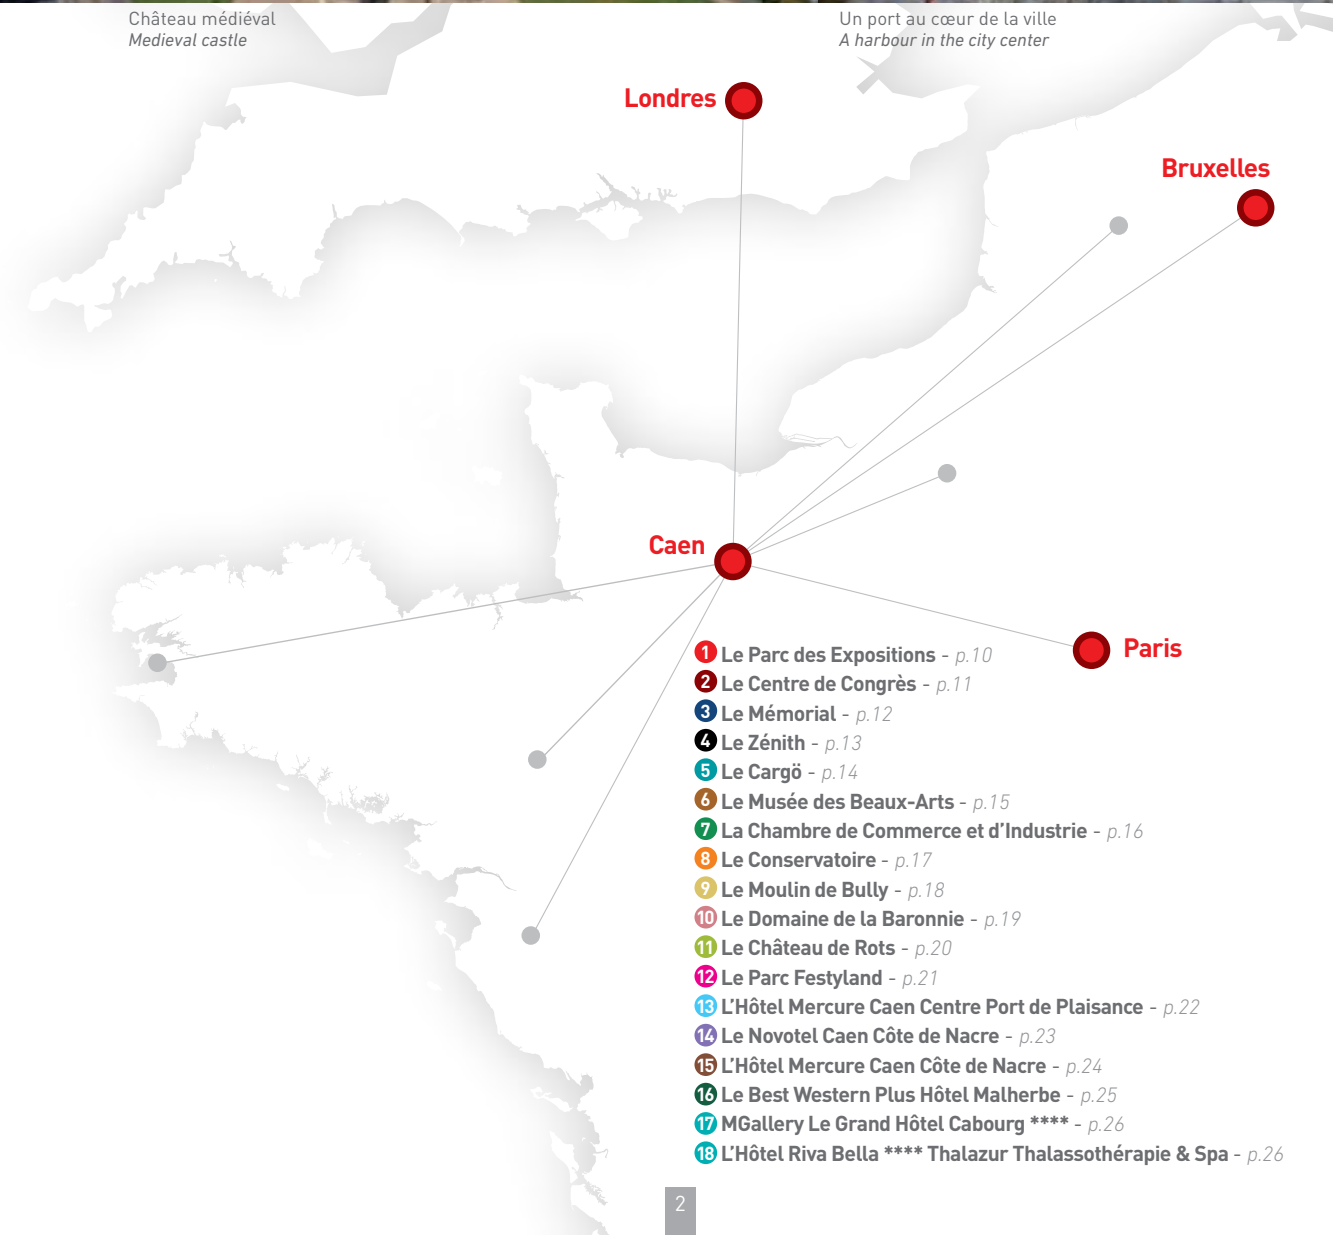 Château médiéval
Medieval castle
Un port au cœur de la ville
A harbour in the city center
Londres
Bruxelles
Caen
Paris
1 Le Parc des Expositions - p.10
2 Le Centre de Congrès - p.11
3 Le Mémorial - p.12
4 Le Zénith - p.13
5 Le Cargö - p.14
6 Le Musée des Beaux-Arts - p.15
7 La Chambre de Commerce et d’Industrie - p.16
8 Le Conservatoire - p.17
9 Le Moulin de Bully - p.18
10 Le Domaine de la Baronnie - p.19
11 Le Château de Rots - p.20
12 Le Parc Festyland - p.21
13 L’Hôtel Mercure Caen Centre Port de Plaisance - p.22
14 Le Novotel Caen Côte de Nacre - p.23
15 L’Hôtel Mercure Caen Côte de Nacre - p.24
16 Le Best Western Plus Hôtel Malherbe - p.25
17 MGallery Le Grand Hôtel Cabourg **** - p.26
18 L’Hôtel Riva Bella **** Thalazur Thalassothérapie & Spa - p.26
2